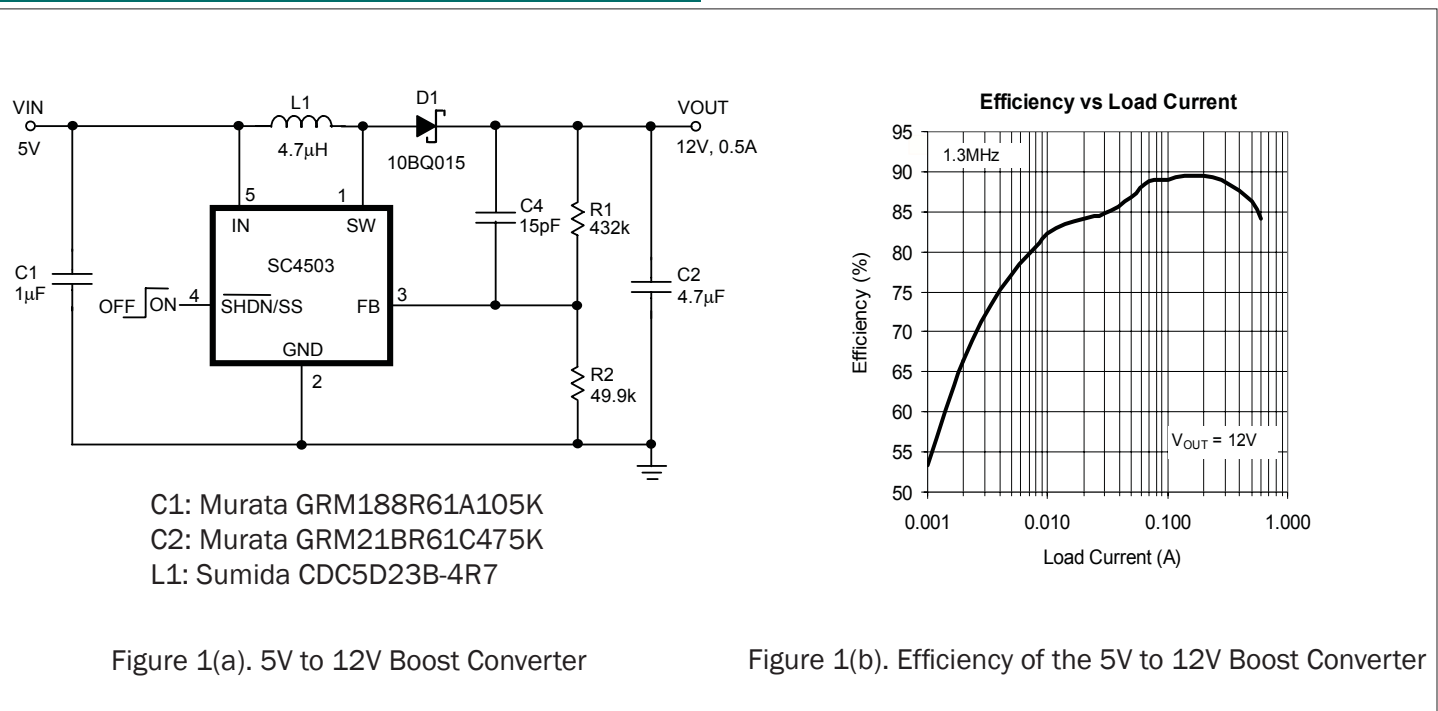 VIN
5V
L1
4.7μH
D1
10BQ015
VOUT
12V, 0.5A
5
1
IN
SW
SC4503
C4
15pF
R1
432k
C1
1μF
OFF ON
4
SHDN/SS
FB
3
C2
4.7μF
GND
2
R2
49.9k
C1: Murata GRM188R61A105K
C2: Murata GRM21BR61C475K
L1: Sumida CDC5D23B-4R7
Figure 1(a). 5V to 12V Boost Converter
Efficiency vs Load Current
95
90
85
80
75
70
65
60
55
50
Efficiency (%)
1.3MHz
VOUT = 12V
0.001
0.010
0.100
1.000
Load Current (A)
Figure 1(b). Efficiency of the 5V to 12V Boost Converter